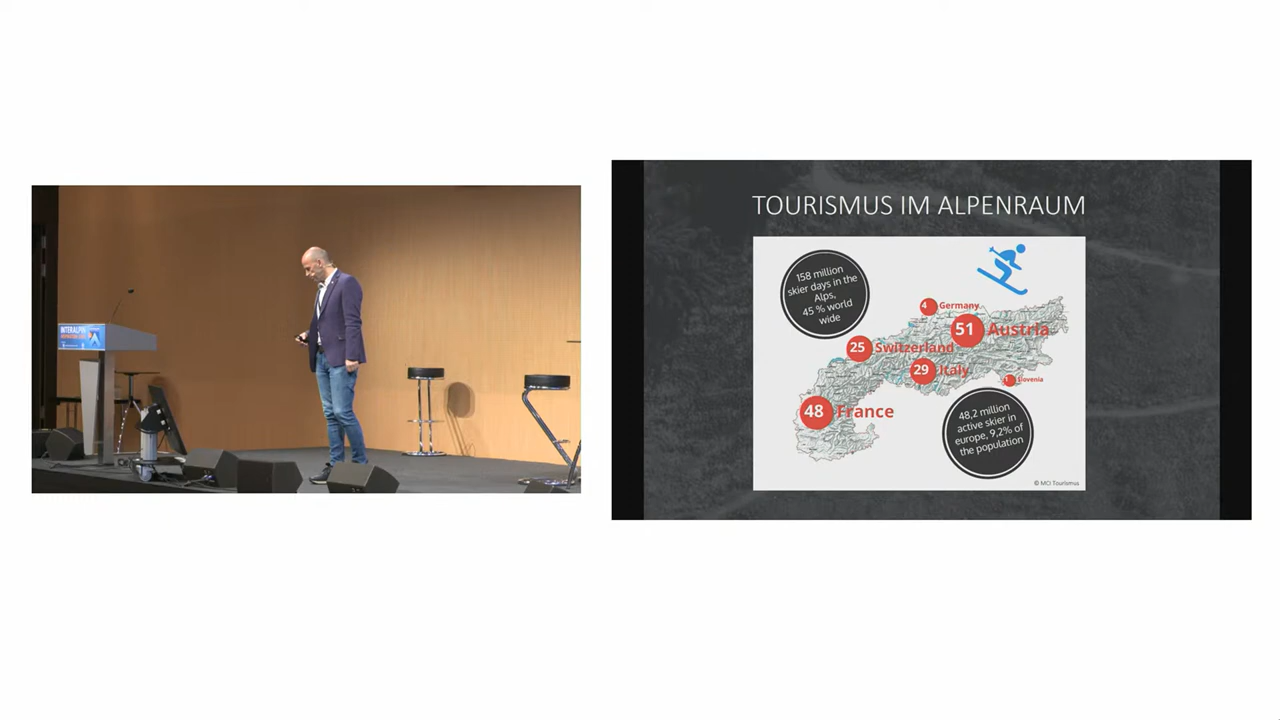 INTERALPIN
TOURISMUS IM ALPENRAUM
158 million
skier days in the
Alps,
45 % world
wide
4 Germany
51 Austria
25 Switzerland
29 Italy
1 Slovenia
48 France
48,2 million
active skier in
europe, 9,2% of
the population
© MCI Tourismus